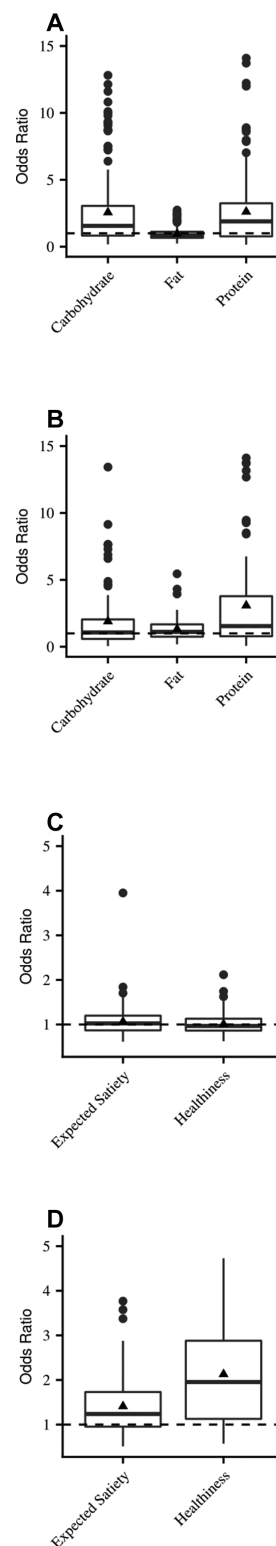 A
15
10
5
0
Odds Ratio
Carbohydrate
Fat
Protein
B
15
10
5
0
Odds Ratio
Carbohydrate
Fat
Protein
C
5
4
3
2
1
Odds Ratio
Expected Satiety
Healthiness
D
5
4
3
2
1
Odds Ratio
Expected Satiety
Healthiness